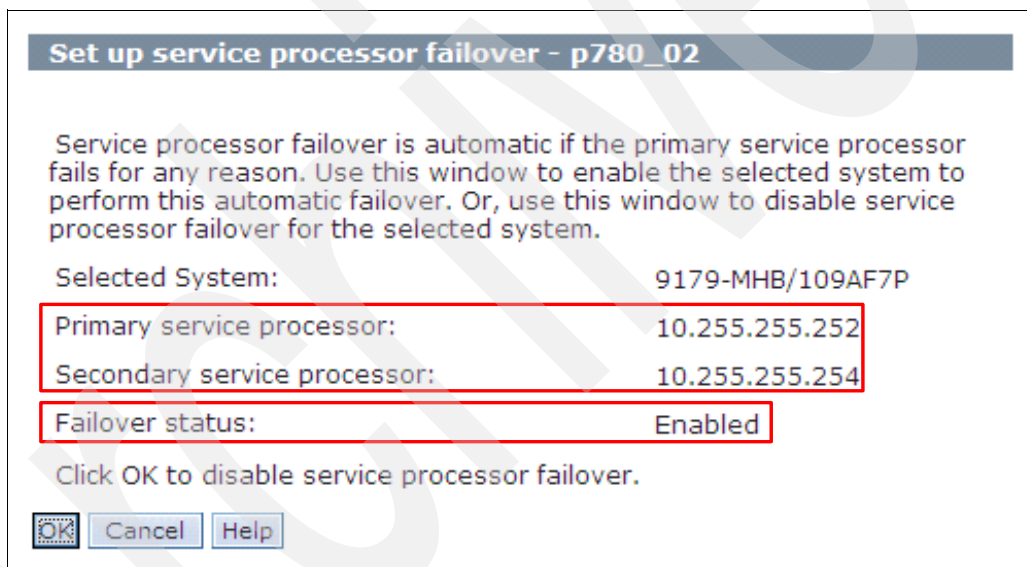 Set up service processor failover - p780_02
Service processor failover is automatic if the primary service processor
fails for any reason. Use this window to enable the selected system to
perform this automatic failover. Or, use this window to disable service
processor failover for the selected system.
Selected System: 9179-MHB/109AF7P
Primary service processor: 10.255.255.252
Secondary service processor: 10.255.255.254
Failover status: Enabled
Click OK to disable service processor failover.
OK Cancel Help